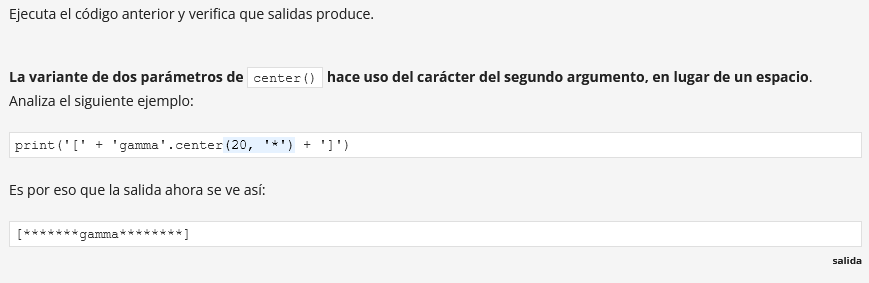 Ejecuta el código anterior y verifica que salidas produce.
La variante de dos parámetros de center() hace uso del carácter del segundo argumento, en lugar de un espacio.
Analiza el siguiente ejemplo:
print('[' + 'gamma'.center(20, '*') + ']')
Es por eso que la salida ahora se ve así:
[*******gamma********]
salida